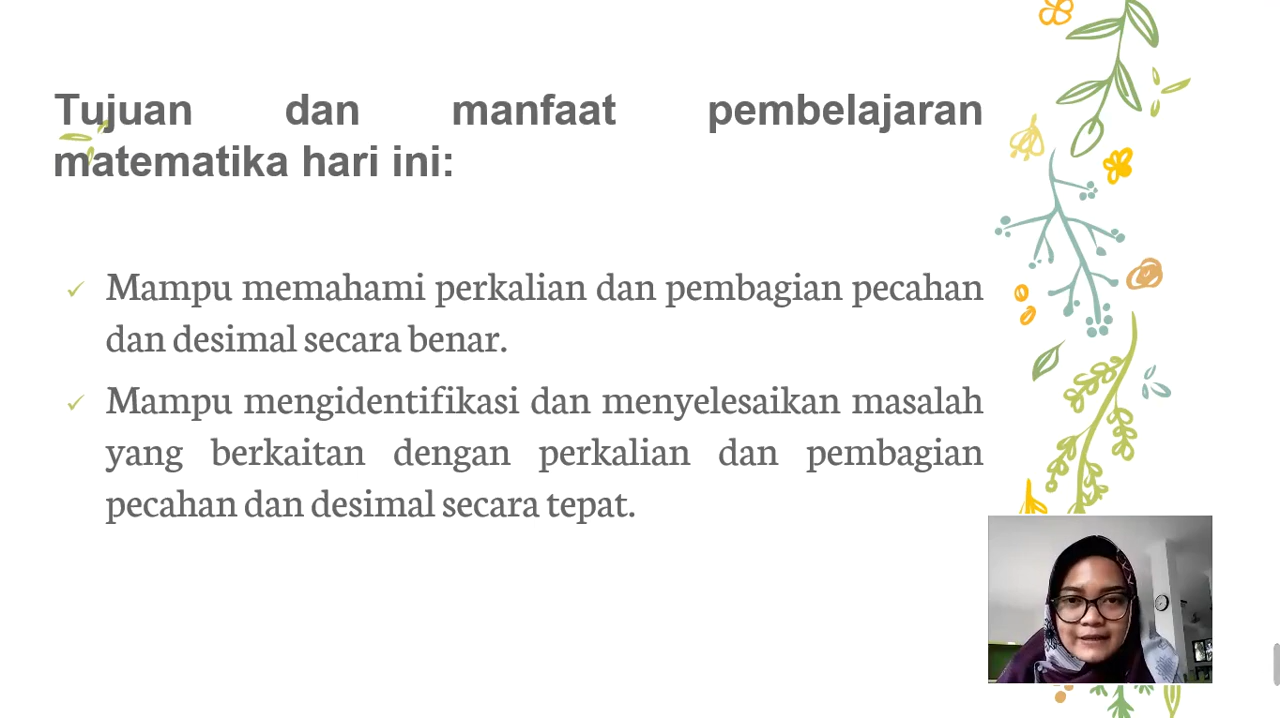 Tujuan dan manfaat pembelajaran
matematika hari ini:
Mampu memahami perkalian dan pembagian pecahan
dan desimal secara benar.
Mampu mengidentifikasi dan menyelesaikan masalah
yang berkaitan dengan perkalian dan pembagian
pecahan dan desimal secara tepat.